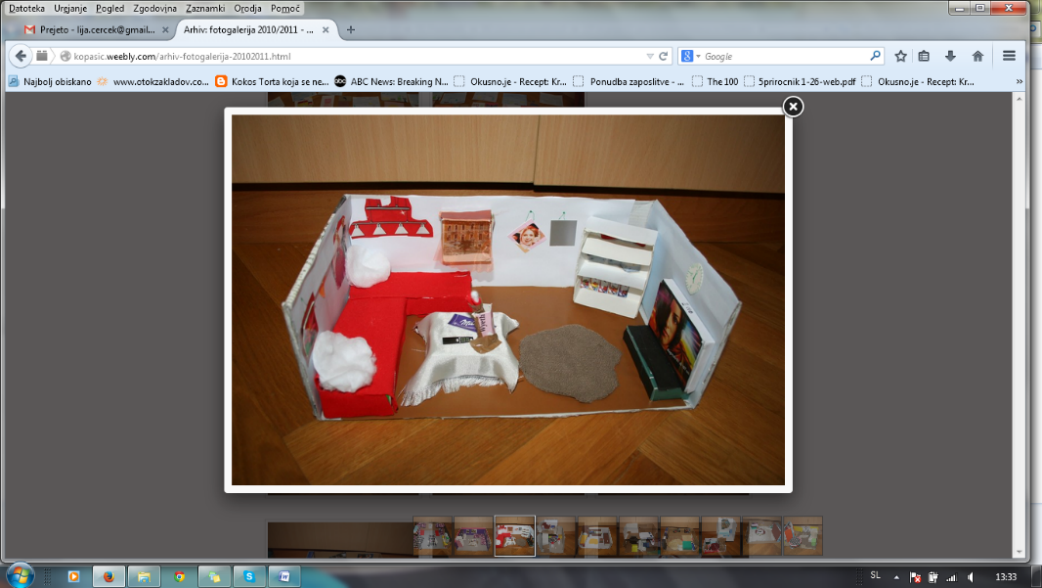 Datoteka Urejanje Pogled Zgodovina Zaznamki Orodja Pomoč
Prejeto - lija.cercek@gmail... Arhiv: fotogalerija 2010/2011 - ...
kopasic.weebly.com/arhiv-fotogalerija-20102011.html Google
Najbolj obiskano www.otokzakladov.co... Kokos Torta koja se ne... ABC News: Breaking N... Okusno.je - Recept: Kr... Ponudba zaposlitve - ... The 100 5prirocnik 1-26-web.pdf Okusno.je - Recept: Kr...
SL 13:33